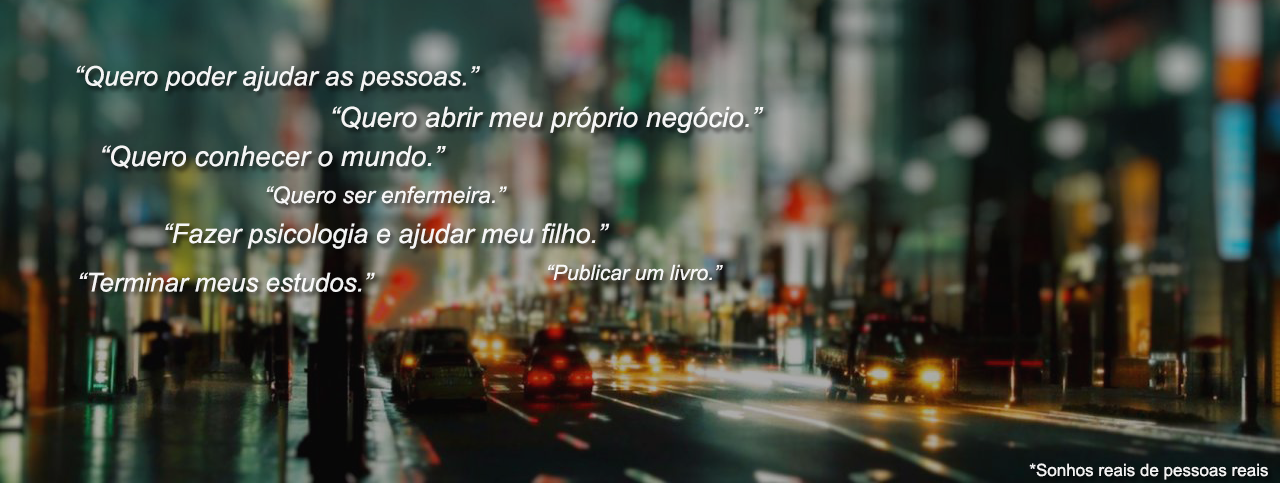 “Quero poder ajudar as pessoas.”
“Quero abrir meu próprio negócio.”
“Quero conhecer o mundo.”
“Quero ser enfermeira.”
“Fazer psicologia e ajudar meu filho.”
“Publicar um livro.”
“Terminar meus estudos.”
*Sonhos reais de pessoas reais